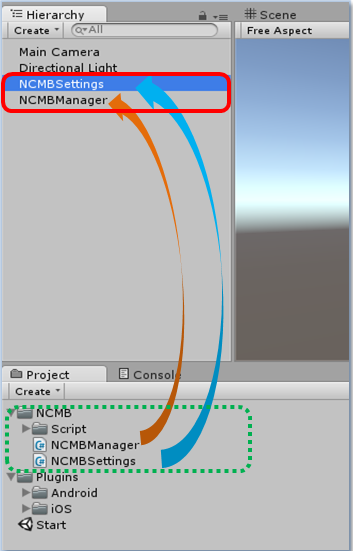 Hierarchy
Scene
Create
All
Free Aspect
Main Camera
Directional Light
NCMBSettings
NCMBManager
Project
Console
Create
NCMB
Script
NCMBManager
NCMBSettings
Plugins
Android
iOS
Start